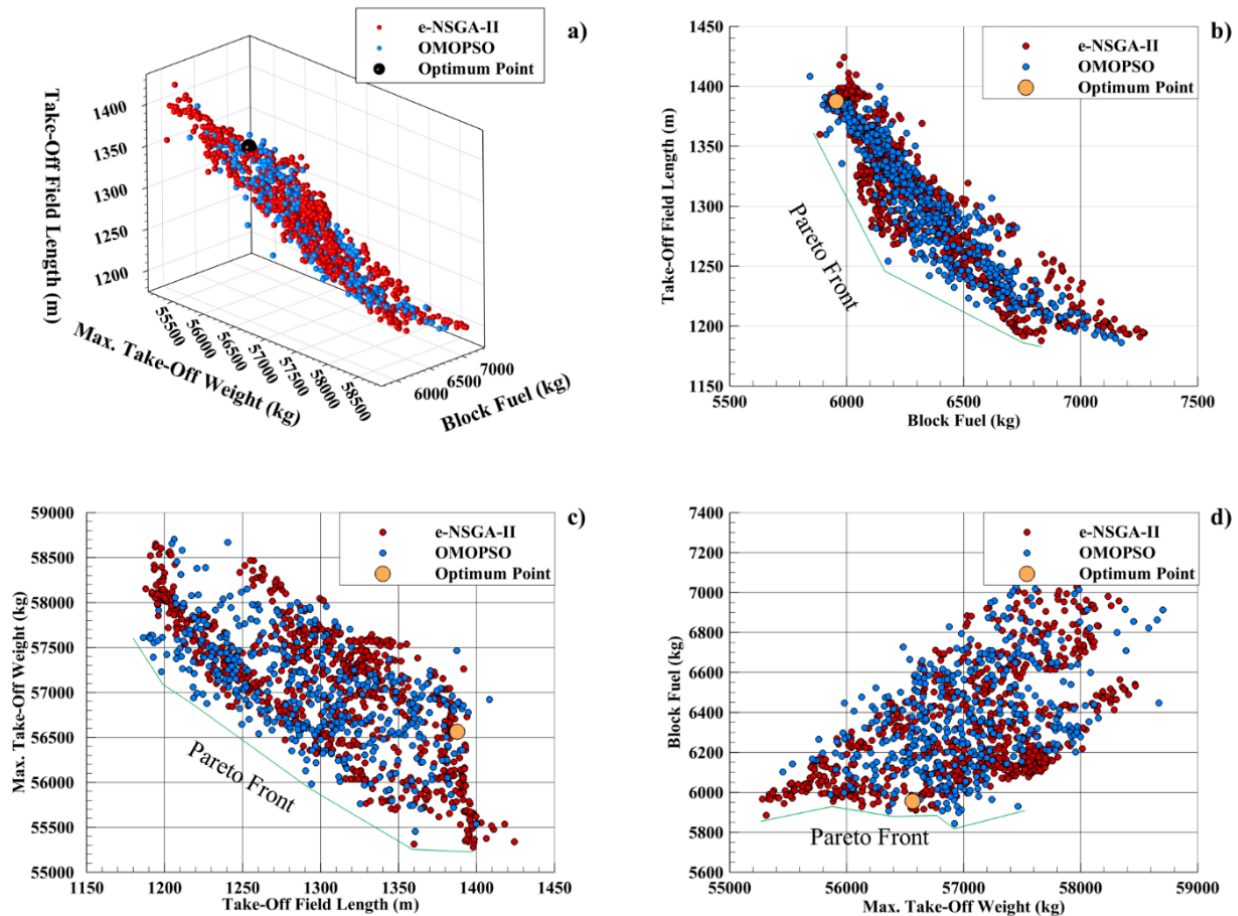 e-NSGA-II
OMOPSO
Optimum Point
a)
Take-Off Field Length (m)
1400
1350
1300
1250
1200
55500
56000
56500
57000
57500
58000
58500
Max. Take-Off Weight (kg)
6000
6500
7000
Block Fuel (kg)
b)
e-NSGA-II
OMOPSO
Optimum Point
Take-Off Field Length (m)
1450
1400
1350
1300
1250
1200
1150
Pareto Front
5500 6000 6500 7000 7500
Block Fuel (kg)
c)
e-NSGA-II
OMOPSO
Optimum Point
Max. Take-Off Weight (kg)
59000
58500
58000
57500
57000
56500
56000
55500
55000
Pareto Front
1150 1200 1250 1300 1350 1400 1450
Take-Off Field Length (m)
d)
e-NSGA-II
OMOPSO
Optimum Point
Block Fuel (kg)
7400
7200
7000
6800
6600
6400
6200
6000
5800
5600
Pareto Front
55000 56000 57000 58000 59000
Max. Take-Off Weight (kg)